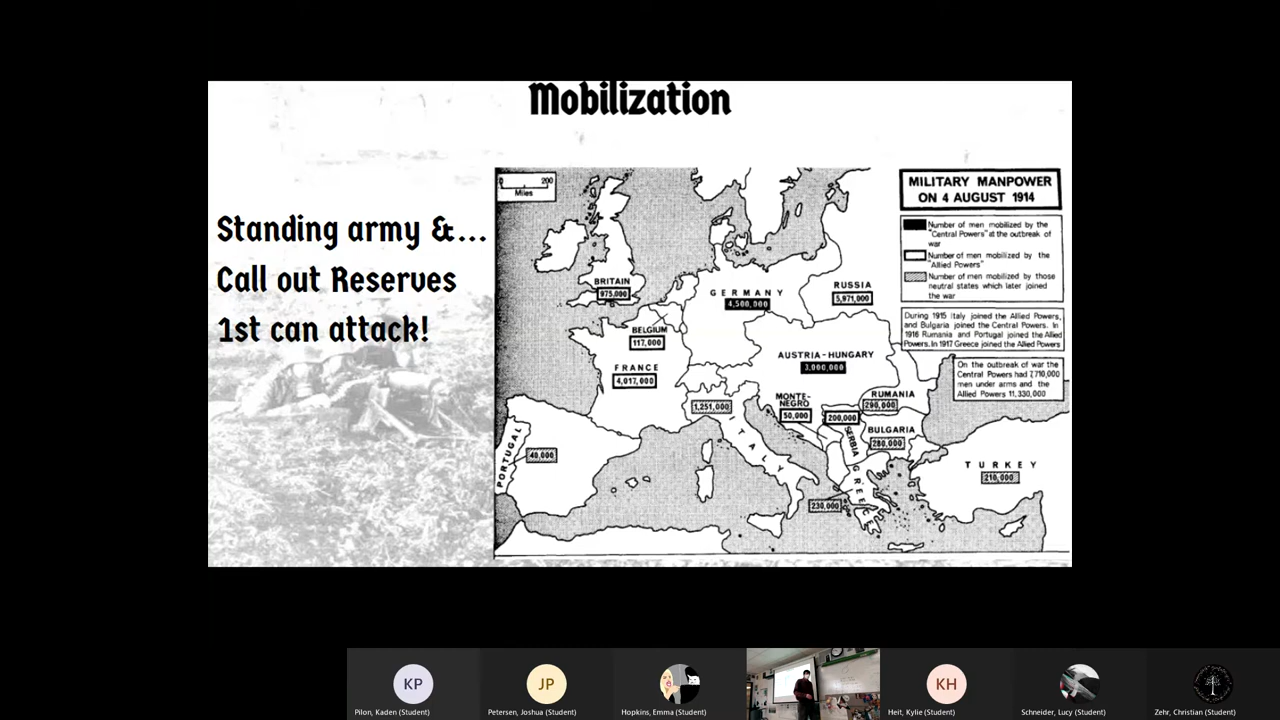 Mobilization
Standing army &...
Call out Reserves
1st can attack!
0 200
Miles
MILITARY MANPOWER
ON 4 AUGUST 1914
Number of men mobilized by the
"Central Powers" at the outbreak of
war
Number of men mobilized by the
"Allied Powers"
Number of men mobilized by those
neutral states which later joined
the war
During 1915 Italy joined the Allied Powers,
and Bulgaria joined the Central Powers. In
1916 Rumania and Portugal joined the Allied
Powers. In 1917 Greece joined the Allied Powers
On the outbreak of war the
Central Powers had 7,710,000
men under arms and the
Allied Powers 11,330,000
BRITAIN
975,000
GERMANY
4,500,000
RUSSIA
5,971,000
BELGIUM
117,000
FRANCE
4,017,000
AUSTRIA-HUNGARY
3,000,000
1,251,000
ITALY
MONTE-
NEGRO
50,000
200,000
SERBIA
RUMANIA
290,000
BULGARIA
280,000
PORTUGAL
40,000
TURKEY
210,000
230,000
GREECE
KP
Pilon, Kaden (Student)
JP
Petersen, Joshua (Student)
Hopkins, Emma (Student)
KH
Heit, Kylie (Student)
Schneider, Lucy (Student)
Zehr, Christian (Student)